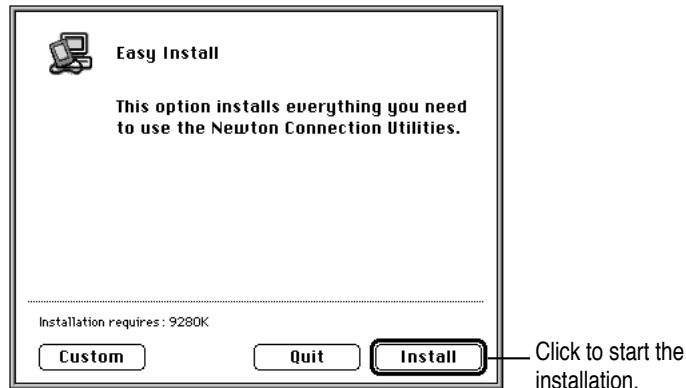 Easy Install
This option installs everything you need
to use the Newton Connection Utilities.
Installation requires: 9280K
Custom
Quit
Install
Click to start the
installation.